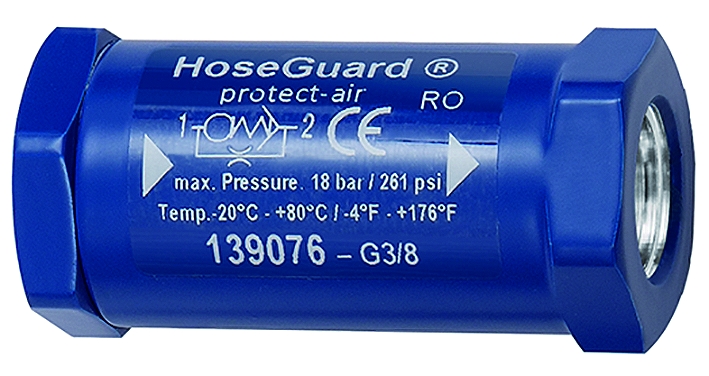 HoseGuard ®
protect-air RO
1 2 CE
max. Pressure. 18 bar / 261 psi
Temp.-20°C - +80°C / -4°F - +176°F
139076 – G3/8